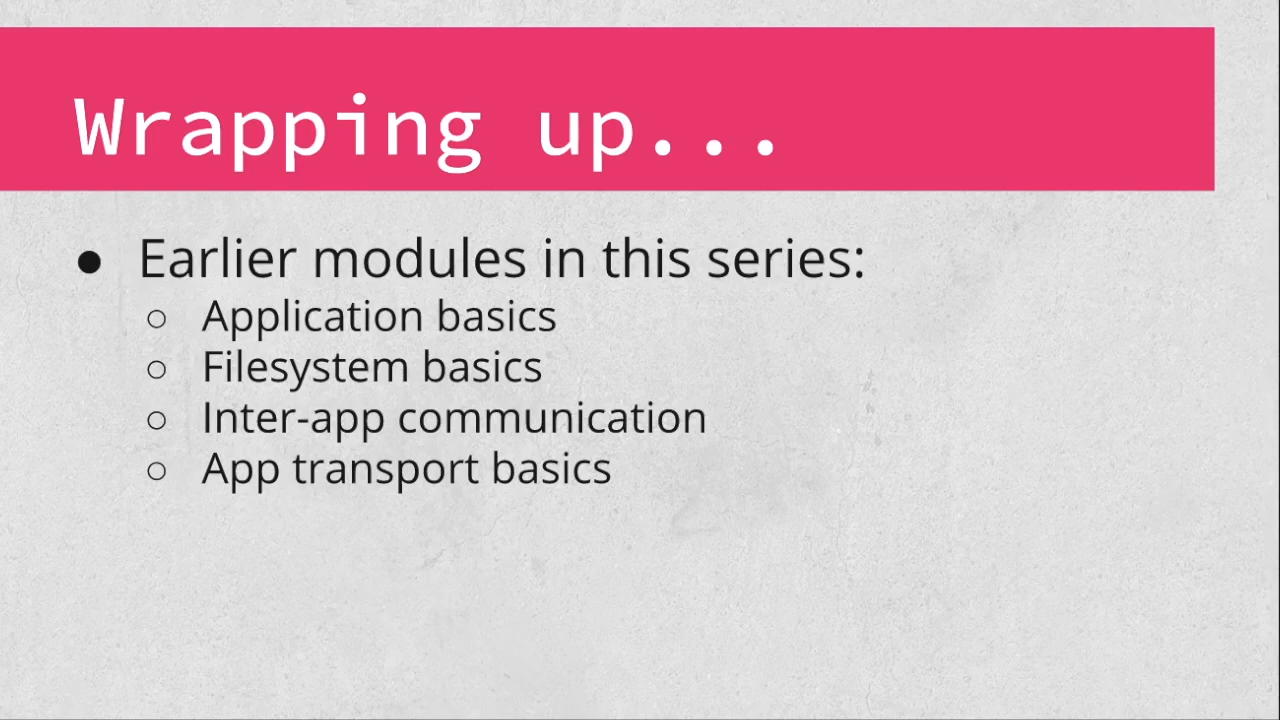 Wrapping up...
● Earlier modules in this series:
○ Application basics
○ Filesystem basics
○ Inter-app communication
○ App transport basics